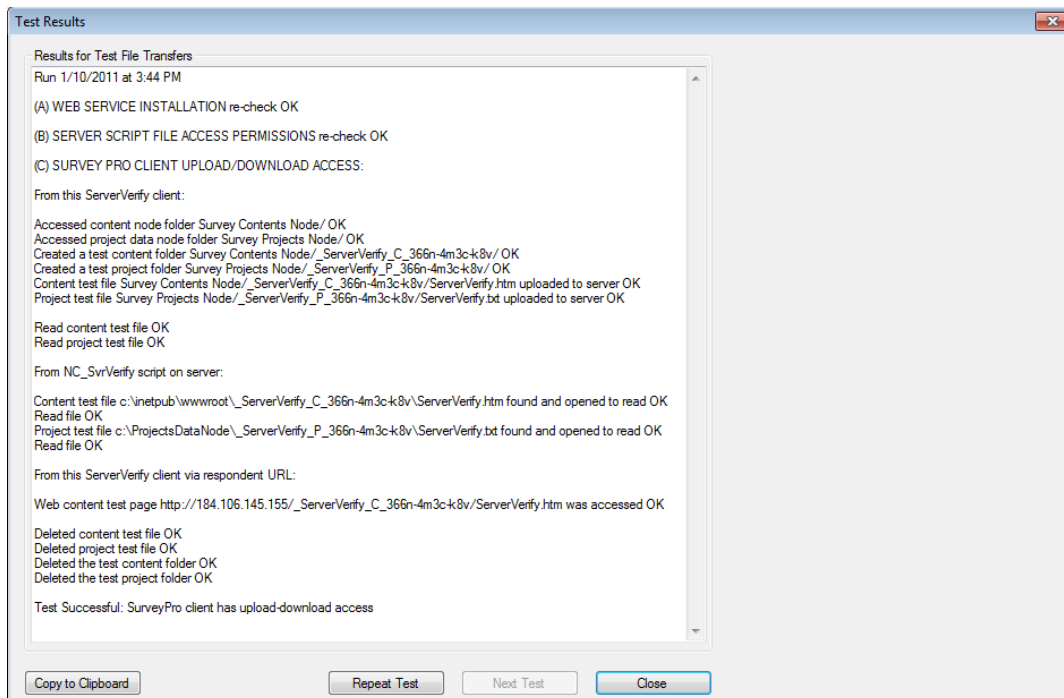 Test Results
Results for Test File Transfers
Run 1/10/2011 at 3:44 PM
(A) WEB SERVICE INSTALLATION re-check OK
(B) SERVER SCRIPT FILE ACCESS PERMISSIONS re-check OK
(C) SURVEY PRO CLIENT UPLOAD/DOWNLOAD ACCESS:
From this ServerVerify client:
Accessed content node folder Survey Contents Node/ OK
Accessed project data node folder Survey Projects Node/ OK
Created a test content folder Survey Contents Node/_ServerVerify_C_366n-4m3c-k8v/ OK
Created a test project folder Survey Projects Node/_ServerVerify_P_366n-4m3c-k8v/ OK
Content test file Survey Contents Node/_ServerVerify_C_366n-4m3c-k8v/ServerVerify.htm uploaded to server OK
Project test file Survey Projects Node/_ServerVerify_P_366n-4m3c-k8v/ServerVerify.txt uploaded to server OK
Read content test file OK
Read project test file OK
From NC_SvrVerify script on server:
Content test file c:\inetpub\wwwroot\_ServerVerify_C_366n-4m3c-k8v\ServerVerify.htm found and opened to read OK
Read file OK
Project test file c:\ProjectsDataNode\_ServerVerify_P_366n-4m3c-k8v\ServerVerify.txt found and opened to read OK
Read file OK
From this ServerVerify client via respondent URL:
Web content test page http://184.106.145.155/_ServerVerify_C_366n-4m3c-k8v/ServerVerify.htm was accessed OK
Deleted content test file OK
Deleted project test file OK
Deleted the test content folder OK
Deleted the test project folder OK
Test Successful: SurveyPro client has upload-download access
Copy to Clipboard
Repeat Test
Next Test
Close